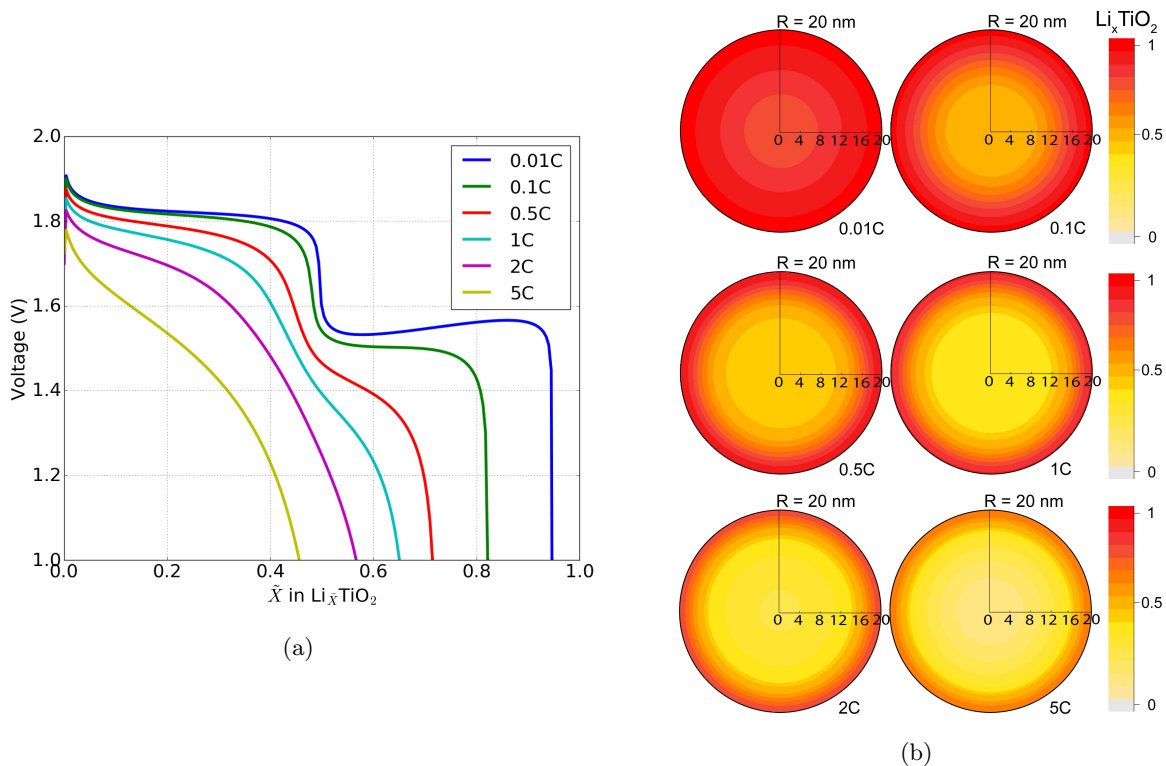 2.0
1.8
1.6
1.4
1.2
1.0
Voltage (V)
0.01C
0.1C
0.5C
1C
2C
5C
0.0 0.2 0.4 0.6 0.8 1.0
X̃ in Li_X̃TiO₂
(a)
LiₓTiO₂
R = 20 nm R = 20 nm
1
0.5
0
0 4 8 12 16 20 0 4 8 12 16 20
0.01C 0.1C
R = 20 nm R = 20 nm
1
0.5
0
0 4 8 12 16 20 0 4 8 12 16 20
0.5C 1C
R = 20 nm R = 20 nm
1
0.5
0
0 4 8 12 16 20 0 4 8 12 16 20
2C 5C
(b)